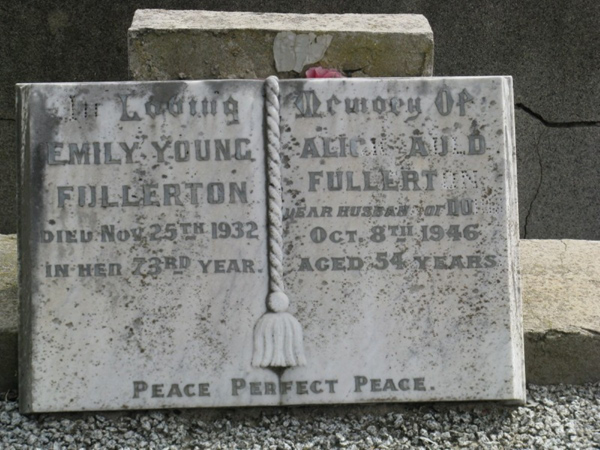 In Loving Memory Of
EMILY YOUNG
FULLERTON
DIED NOV. 25TH 1932
IN HER 73RD YEAR.
AULD
FULLERTON
DEAR HUSBAND OF
OCT. 8TH 1946
AGED 54 YEARS
PEACE PERFECT PEACE.